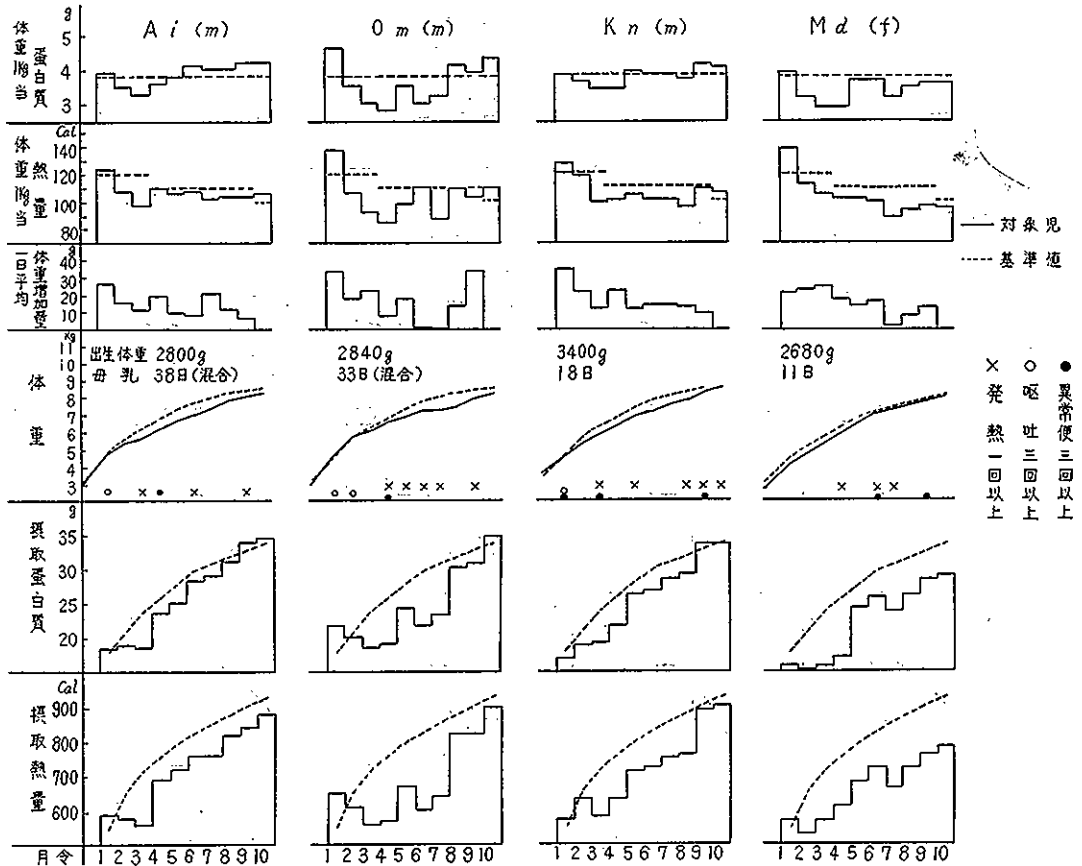 Ai (m)
Om (m)
Kn (m)
Md (f)
体重1kg当
蛋白質
g
5
4
3
体重1kg当
熱量
Cal
140
120
100
80
一日平均
体重増加量
g
40
30
20
10
対象児
基準値
体重
kg
11
10
9
8
7
6
5
4
3
出生体重 2800g
母乳 38日(混合)
2840g
33日(混合)
3400g
18日
2680g
11日
× 発熱一回以上
○ 呕吐三回以上
● 異常便三回以上
摂取蛋白質
g
35
30
25
20
摂取熱量
Cal
900
800
700
600
月令 1 2 3 4 5 6 7 8 9 10
1 2 3 4 5 6 7 8 9 10
1 2 3 4 5 6 7 8 9 10
1 2 3 4 5 6 7 8 9 10